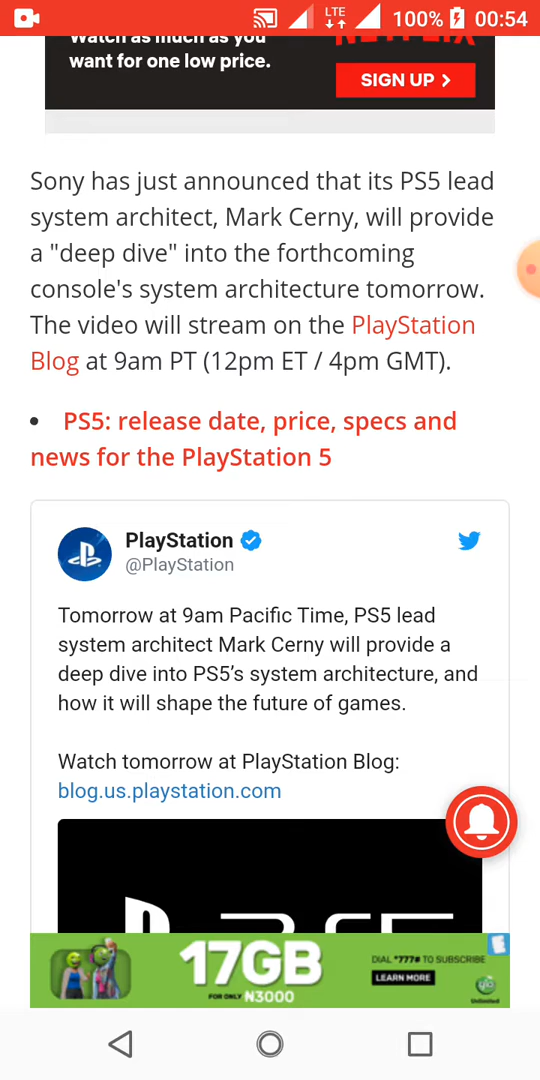 LTE 100% 00:54
Watch as much as you
want for one low price.
NETFLIX
SIGN UP >
Sony has just announced that its PS5 lead
system architect, Mark Cerny, will provide
a "deep dive" into the forthcoming
console's system architecture tomorrow.
The video will stream on the PlayStation
Blog at 9am PT (12pm ET / 4pm GMT).
• PS5: release date, price, specs and
news for the PlayStation 5
PlayStation
@PlayStation
Tomorrow at 9am Pacific Time, PS5 lead
system architect Mark Cerny will provide a
deep dive into PS5’s system architecture, and
how it will shape the future of games.
Watch tomorrow at PlayStation Blog:
blog.us.playstation.com
PS5
17GB
FOR ONLY ₦3000
DIAL *777# TO SUBSCRIBE
LEARN MORE
Unlimited